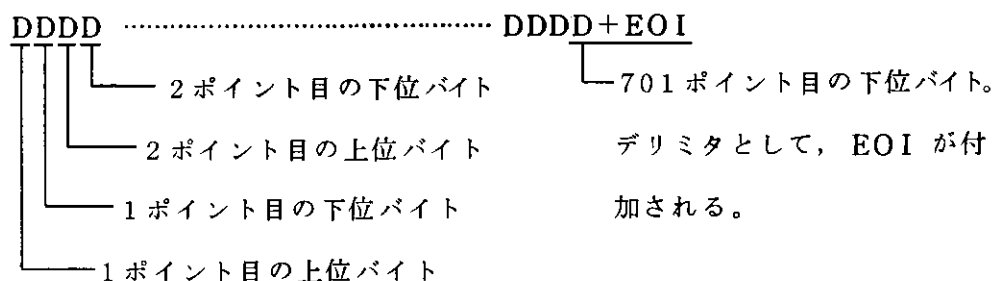 DDDD ………………………… DDDD+EOI
2ポイント目の下位バイト
2ポイント目の上位バイト
1ポイント目の下位バイト
1ポイント目の上位バイト
701ポイント目の下位バイト。
デリミタとして, EOI が付
加される。